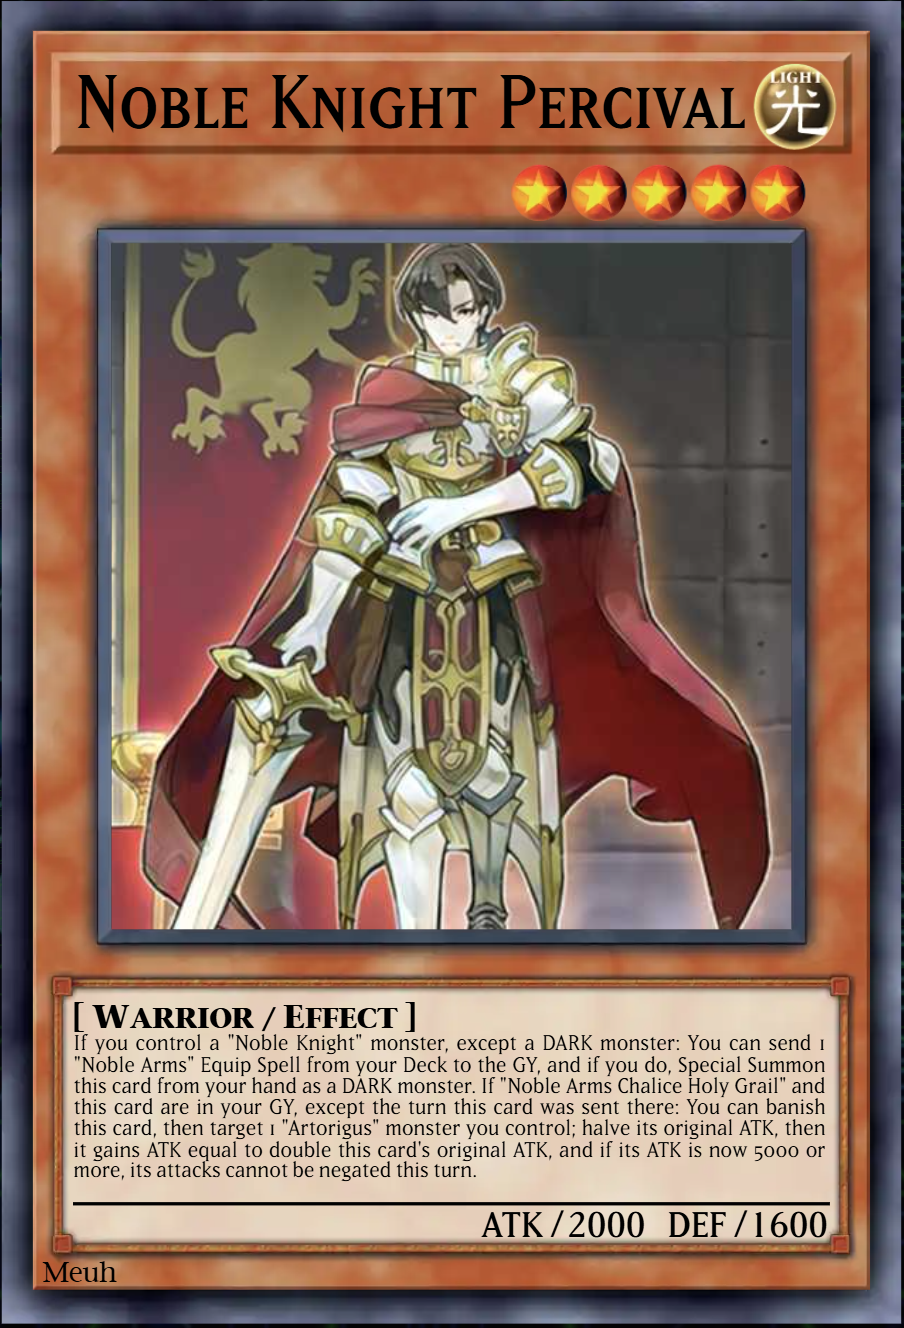 Noble Knight Percival
LIGHT
光
[ Warrior / Effect ]
If you control a "Noble Knight" monster, except a DARK monster: You can send 1
"Noble Arms" Equip Spell from your Deck to the GY, and if you do, Special Summon
this card from your hand as a DARK monster. If "Noble Arms Chalice Holy Grail" and
this card are in your GY, except the turn this card was sent there: You can banish
this card, then target 1 "Artorigus" monster you control; halve its original ATK, then
it gains ATK equal to double this card's original ATK, and if its ATK is now 5000 or
more, its attacks cannot be negated this turn.
ATK/2000 DEF/1600
Meuh